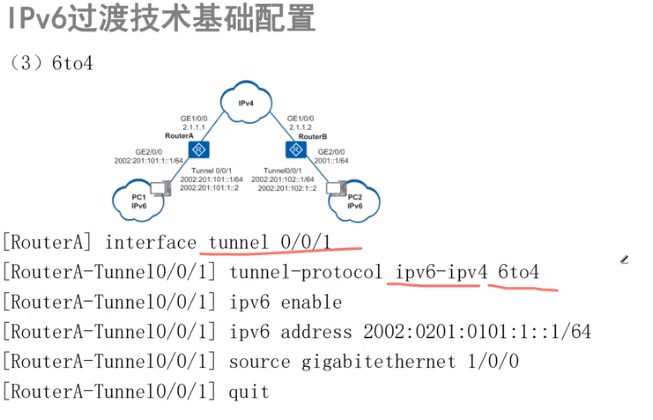 IPv6过渡技术基础配置
（3）6to4
IPv4
GE1/0/0
2.1.1.1
RouterA
GE1/0/0
2.1.1.2
RouterB
GE2/0/0
2002:201:101:1::1/64
GE2/0/0
2001::1/64
Tunnel 0/0/1
2002:201:101::1/64
2002:201:101:1::2
Tunnel0/0/1
2002:201:102::1/64
2002:201:102:1::2
PC1
IPv6
PC2
IPv6
[RouterA] interface tunnel 0/0/1
[RouterA-Tunnel0/0/1] tunnel-protocol ipv6-ipv4 6to4
[RouterA-Tunnel0/0/1] ipv6 enable
[RouterA-Tunnel0/0/1] ipv6 address 2002:0201:0101:1::1/64
[RouterA-Tunnel0/0/1] source gigabitethernet 1/0/0
[RouterA-Tunnel0/0/1] quit